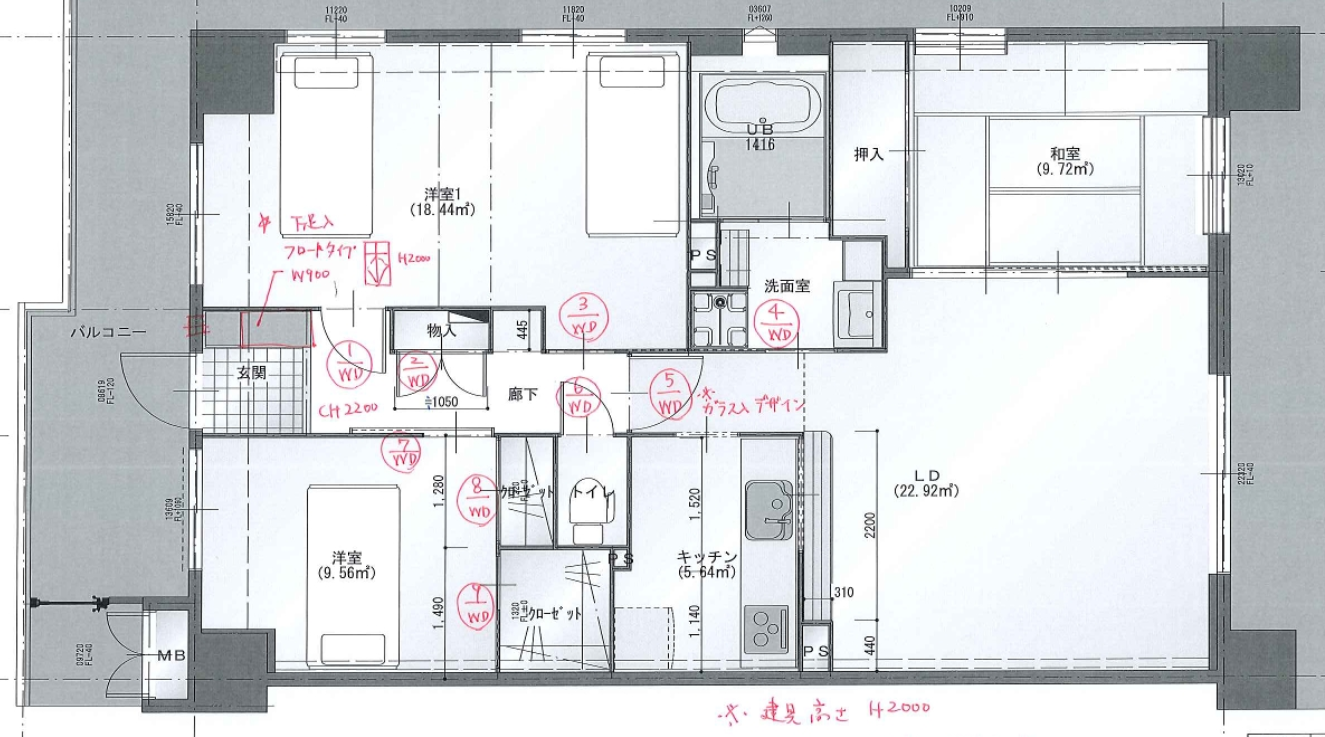 11220
FL-40
11820
FL-40
03607
FL+1260
10209
FL+910
UB
1416
押入
和室
(9.72㎡)
13820
FL+10
洋室1
(18.44㎡)
15820
FL-40
※ 下足入
フロートタイプ
W900
H2000
PS
洗面室
バルコニー
物入
445
3
WD
4
WD
玄関
1
WD
2
WD
≒1050
廊下
6
WD
5
WD
※
ガラス入デザイン
08619
FL-120
CH2200
7
WD
LD
(22.92㎡)
22320
FL-40
13609
FL+1090
1,280
8
WD
クローゼット
トイレ
1,520
2200
洋室
(9.56㎡)
PS
キッチン
(5.64㎡)
310
1,490
9
WD
1320
FL±0
クローゼット
1,140
440
09720
FL-40
MB
PS
※ 建具高さ H2000